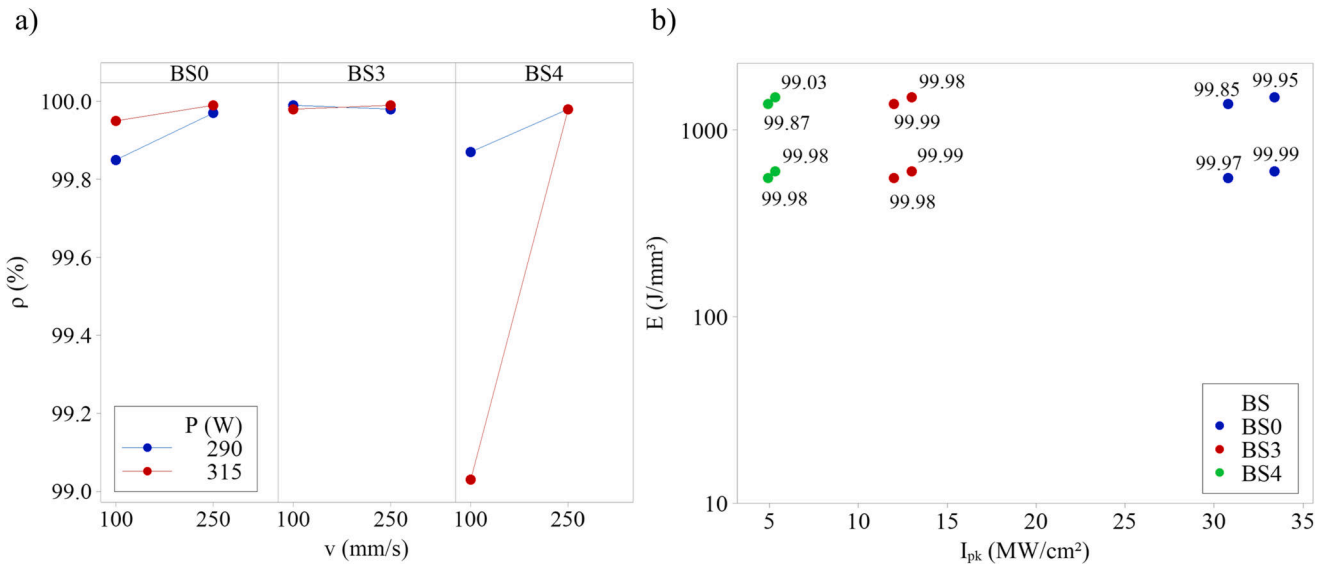 a)
BS0 BS3 BS4
100.0
99.8
99.6
99.4
99.2
99.0
ρ (%)
P (W)
290
315
100 250 100 250 100 250
v (mm/s)
b)
1000
100
10
E (J/mm³)
99.03 99.98 99.85 99.95
99.87 99.99
99.98 99.99 99.97 99.99
99.98 99.98
BS
BS0
BS3
BS4
5 10 15 20 25 30 35
Ipk (MW/cm²)